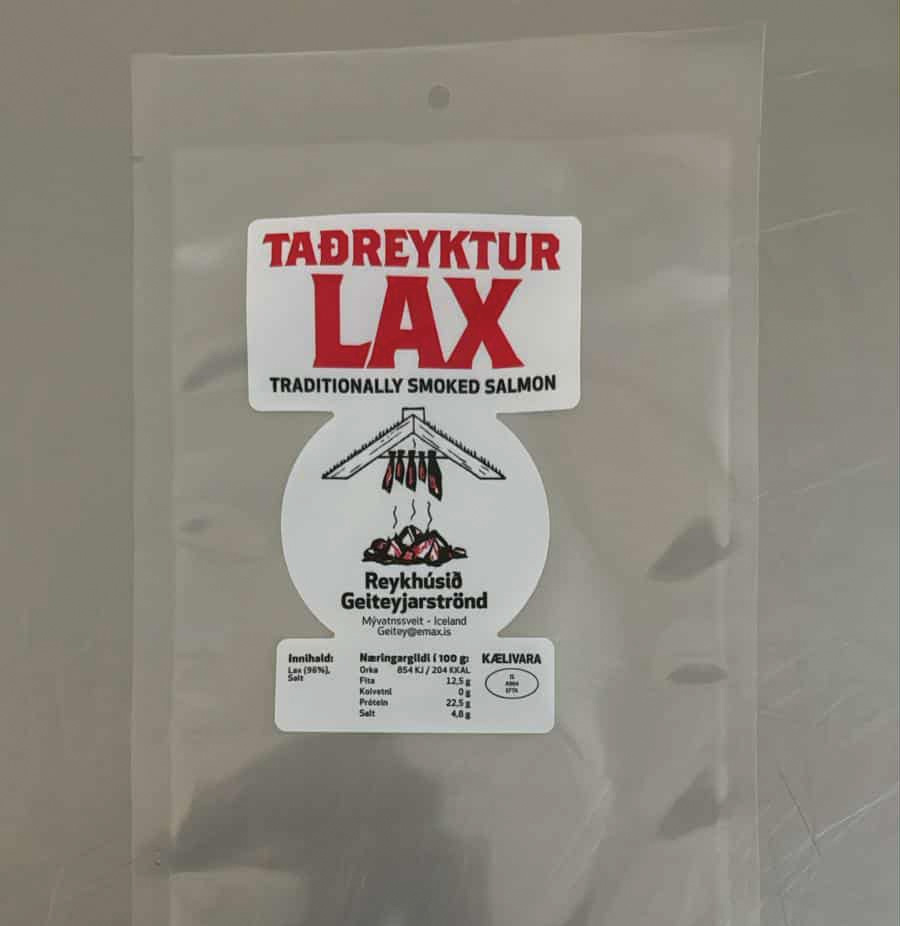 TAÐREYKTUR
LAX
TRADITIONALLY SMOKED SALMON
Reykhúsið
Geiteyjarströnd
Mývatnssveit - Iceland
Geitey@emax.is
Innihald:
Lax (96%),
Salt
Næringargildi í 100 g:
Orka 854 KJ / 204 KKAL
Fita 12,5 g
Kolvetni 0 g
Prótein 22,5 g
Salt 4,8 g
KÆLIVARA
IS
EFTA